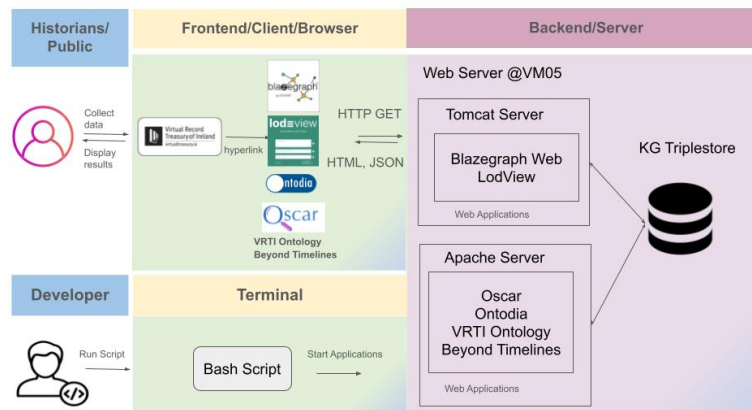 Historians/
Public
Frontend/Client/Browser
Backend/Server
Collect
data
Display
results
Virtual Record
Treasury of Ireland
virtualtreasury.ie
hyperlink
blazegraph
lodview
ontodia
Oscar
VRTI Ontology
Beyond Timelines
HTTP GET
HTML, JSON
Web Server @VM05
Tomcat Server
Blazegraph Web
LodView
Web Applications
KG Triplestore
Apache Server
Oscar
Ontodia
VRTI Ontology
Beyond Timelines
Web Applications
Developer
Terminal
Run Script
Bash Script
Start Applications